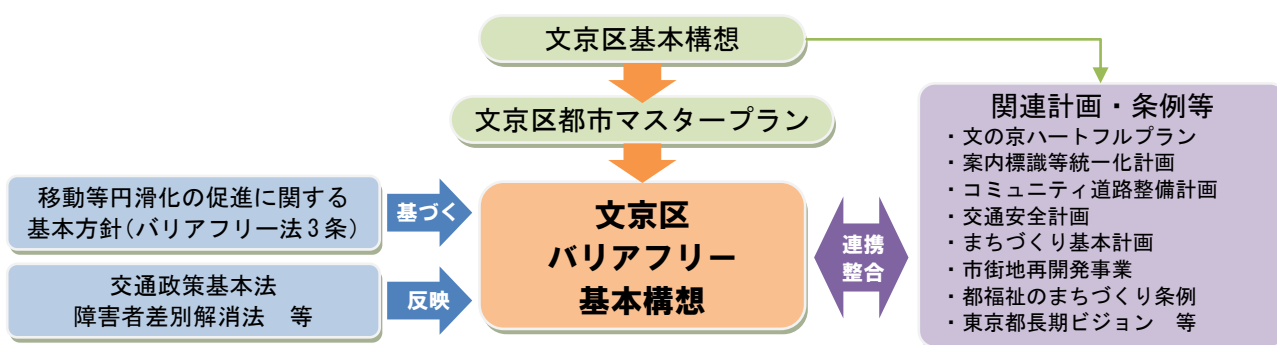 文京区基本構想
文京区都市マスタープラン
移動等円滑化の促進に関する
基本方針(バリアフリー法3条)
基づく
交通政策基本法
障害者差別解消法　等
反映
文京区
バリアフリー
基本構想
連携
整合
関連計画・条例等
・文の京ハートフルプラン
・案内標識等統一化計画
・コミュニティ道路整備計画
・交通安全計画
・まちづくり基本計画
・市街地再開発事業
・都福祉のまちづくり条例
・東京都長期ビジョン　等